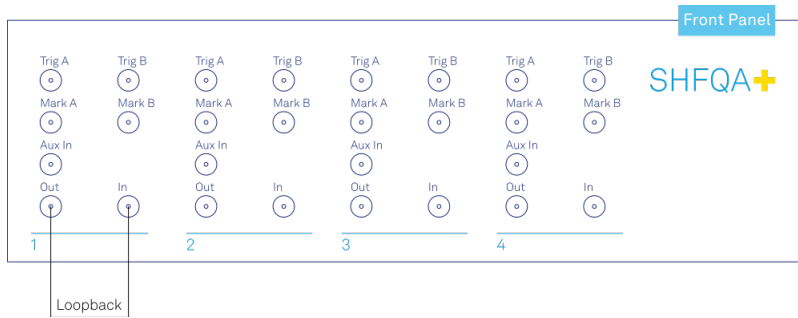 Front Panel
SHFQA+
Trig A Trig B Trig A Trig B Trig A Trig B Trig A Trig B
Mark A Mark B Mark A Mark B Mark A Mark B Mark A Mark B
Aux In Aux In Aux In Aux In
Out In Out In Out In Out In
1 2 3 4
Loopback